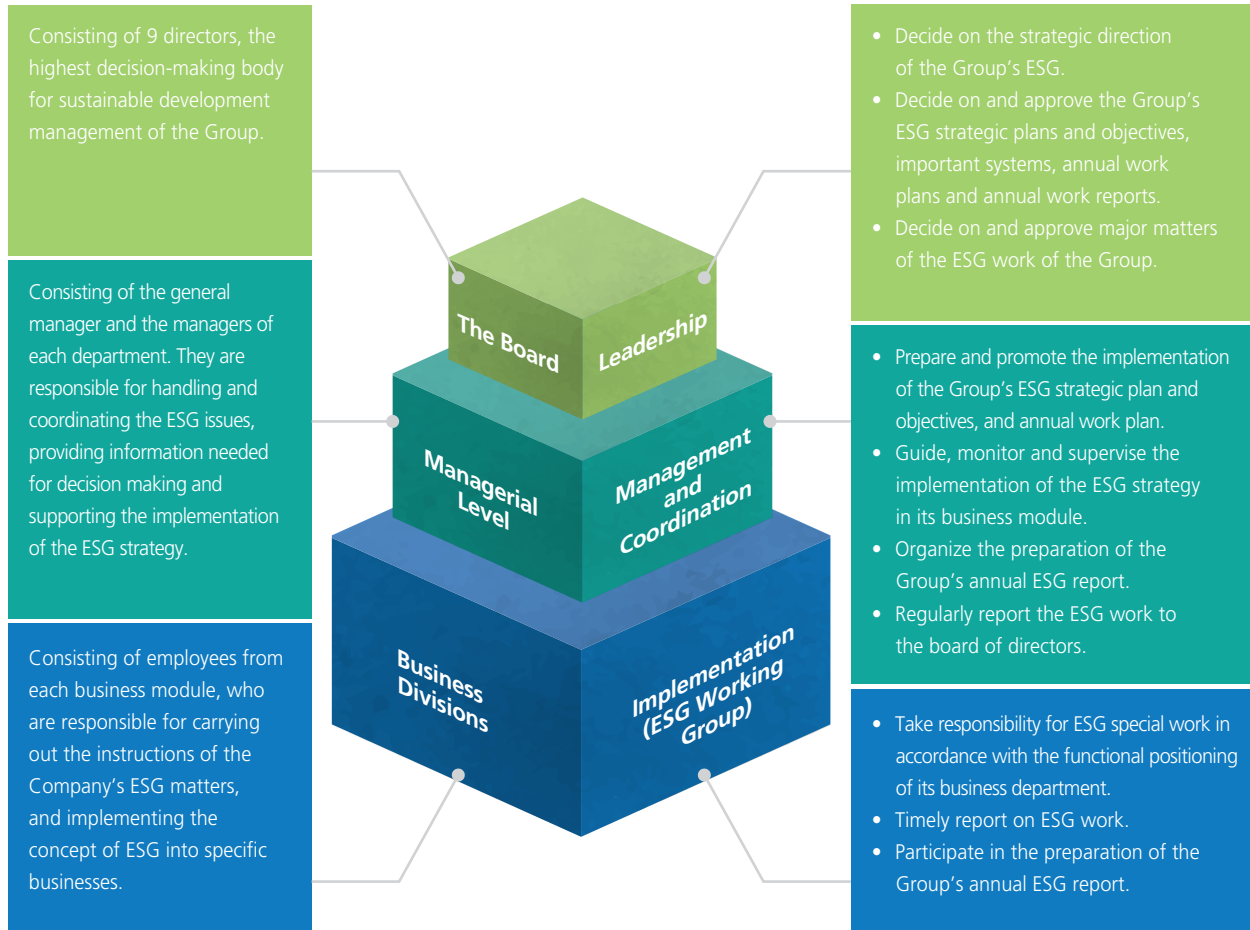 Consisting of 9 directors, the
highest decision-making body
for sustainable development
management of the Group.
Consisting of the general
manager and the managers of
each department. They are
responsible for handling and
coordinating the ESG issues,
providing information needed
for decision making and
supporting the implementation
of the ESG strategy.
Consisting of employees from
each business module, who
are responsible for carrying
out the instructions of the
Company's ESG matters,
and implementing the
concept of ESG into specific
businesses.
The Board
Leadership
Managerial
Level
Management
and
Coordination
Business
Divisions
Implementation
(ESG Working
Group)
• Decide on the strategic direction
of the Group's ESG.
• Decide on and approve the Group's
ESG strategic plans and objectives,
important systems, annual work
plans and annual work reports.
• Decide on and approve major matters
of the ESG work of the Group.
• Prepare and promote the implementation
of the Group's ESG strategic plan and
objectives, and annual work plan.
• Guide, monitor and supervise the
implementation of the ESG strategy
in its business module.
• Organize the preparation of the
Group's annual ESG report.
• Regularly report the ESG work to
the board of directors.
• Take responsibility for ESG special work in
accordance with the functional positioning
of its business department.
• Timely report on ESG work.
• Participate in the preparation of the
Group's annual ESG report.